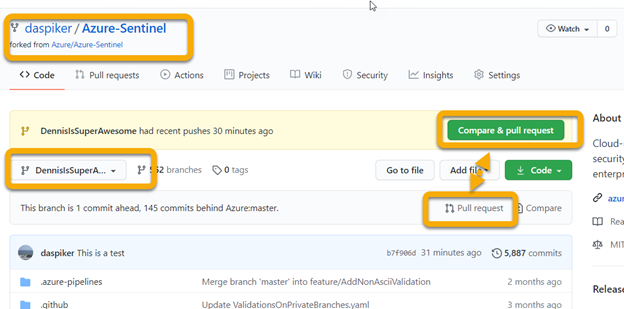 daspiker / Azure-Sentinel
forked from Azure/Azure-Sentinel
Watch 0
Code Pull requests Actions Projects Wiki Security Insights Settings
DennisIsSuperAwesome had recent pushes 30 minutes ago
Compare & pull request
About
DennisIsSuperA... branches 0 tags
Go to file Add file Code
Cloud-
security
enterp
This branch is 1 commit ahead, 145 commits behind Azure:master.
Pull request Compare
azur
Rea
MIT
daspiker This is a test b7f906d 31 minutes ago 5,887 commits
.azure-pipelines Merge branch 'master' into feature/AddNonAsciiValidation 2 months ago
.github Update ValidationsOnPrivateBranches.yaml 3 months ago
Releas